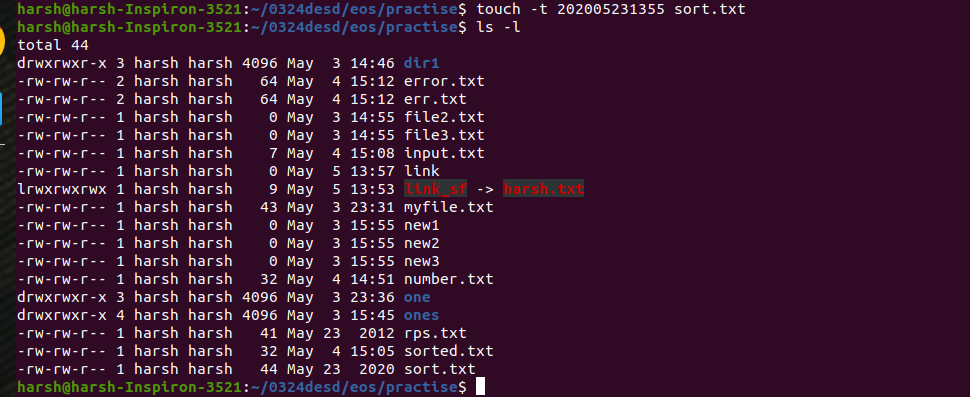 harsh@harsh-Inspiron-3521:~/0324desd/eos/practise$ touch -t 202005231355 sort.txt
harsh@harsh-Inspiron-3521:~/0324desd/eos/practise$ ls -l
total 44
drwxrwxr-x 3 harsh harsh 4096 May  3 14:46 dir1
-rw-rw-r-- 2 harsh harsh   64 May  4 15:12 error.txt
-rw-rw-r-- 2 harsh harsh   64 May  4 15:12 err.txt
-rw-rw-r-- 1 harsh harsh    0 May  3 14:55 file2.txt
-rw-rw-r-- 1 harsh harsh    0 May  3 14:55 file3.txt
-rw-rw-r-- 1 harsh harsh    7 May  4 15:08 input.txt
-rw-rw-r-- 1 harsh harsh    0 May  5 13:57 link
lrwxrwxrwx 1 harsh harsh    9 May  5 13:53 link_sf -> harsh.txt
-rw-rw-r-- 1 harsh harsh   43 May  3 23:31 myfile.txt
-rw-rw-r-- 1 harsh harsh    0 May  3 15:55 new1
-rw-rw-r-- 1 harsh harsh    0 May  3 15:55 new2
-rw-rw-r-- 1 harsh harsh    0 May  3 15:55 new3
-rw-rw-r-- 1 harsh harsh   32 May  4 14:51 number.txt
drwxrwxr-x 3 harsh harsh 4096 May  3 23:36 one
drwxrwxr-x 4 harsh harsh 4096 May  3 15:45 ones
-rw-rw-r-- 1 harsh harsh   41 May 23  2012 rps.txt
-rw-rw-r-- 1 harsh harsh   32 May  4 15:05 sorted.txt
-rw-rw-r-- 1 harsh harsh   44 May 23  2020 sort.txt
harsh@harsh-Inspiron-3521:~/0324desd/eos/practise$